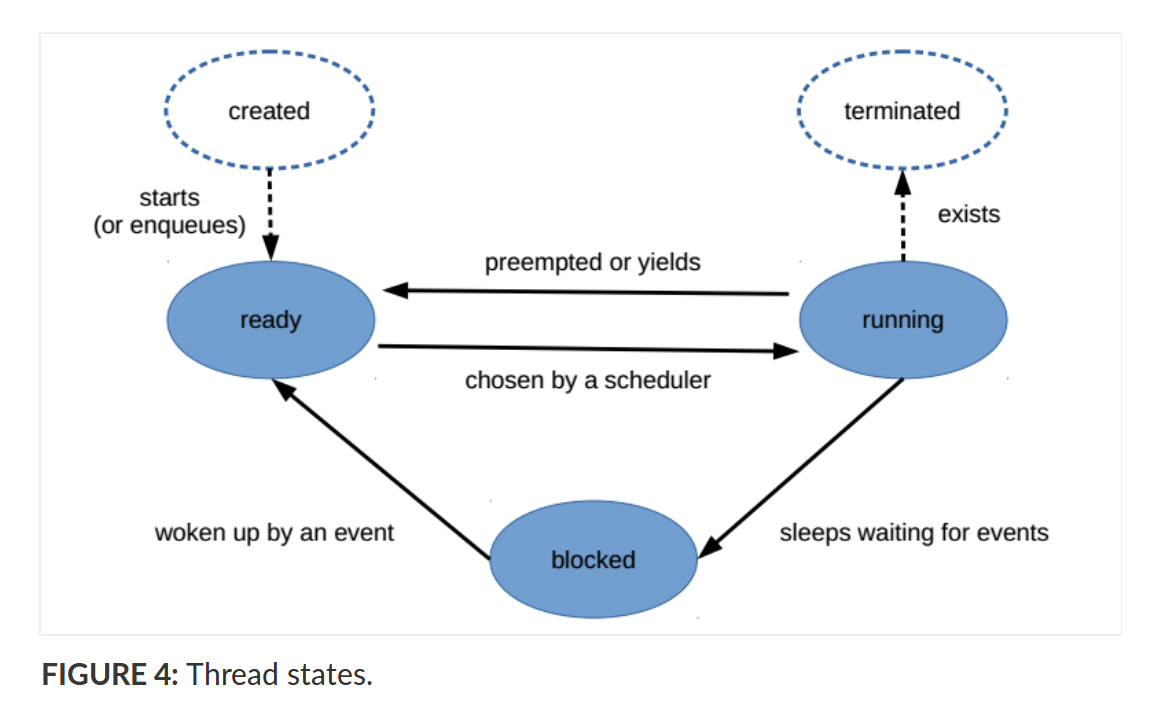 created
terminated
starts
(or enqueues)
exists
preempted or yields
ready
running
chosen by a scheduler
woken up by an event
sleeps waiting for events
blocked
FIGURE 4: Thread states.